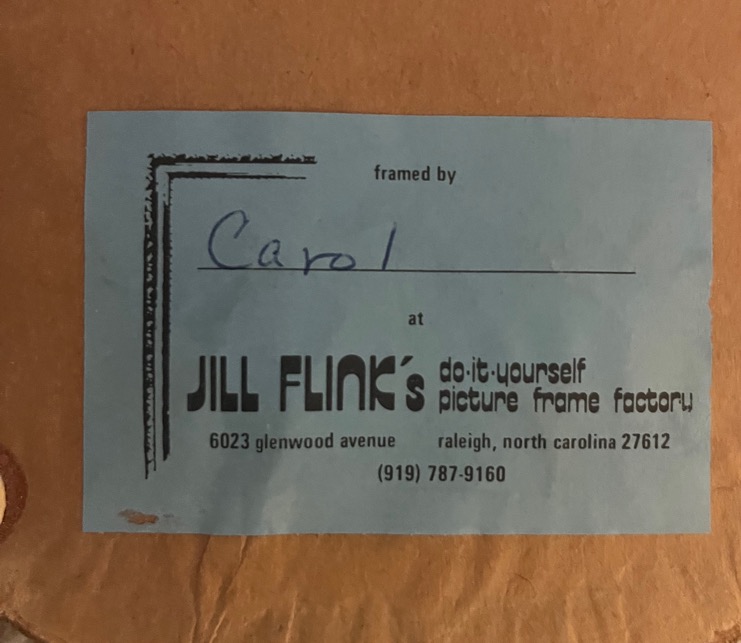 framed by
Carol
at
JILL FLINK's do·it·yourself
picture frame factory
6023 glenwood avenue raleigh, north carolina 27612
(919) 787-9160